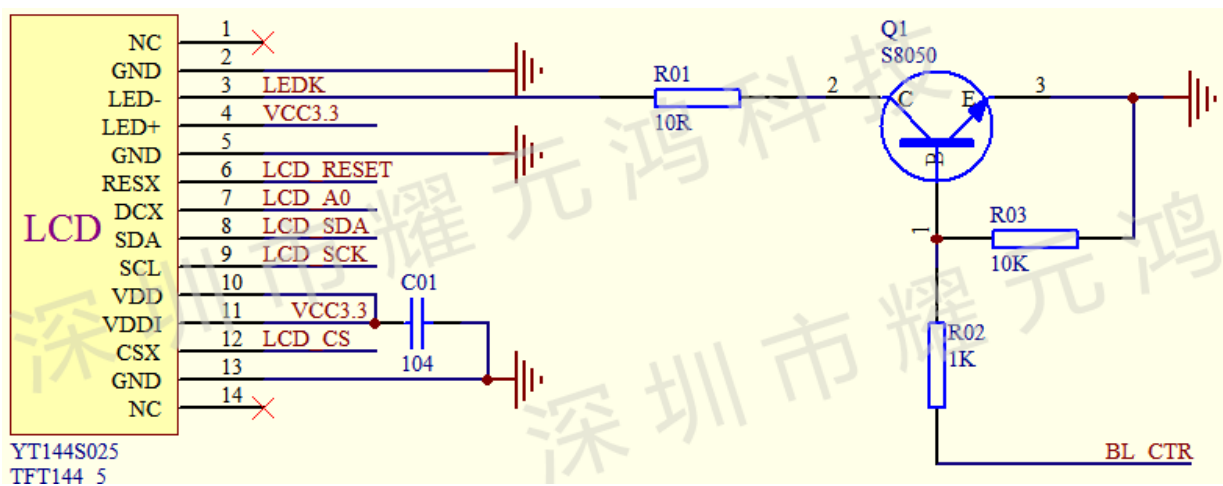 LCD
NC 1
GND 2
LED- 3 LEDK
LED+ 4 VCC3.3
GND 5
RESX 6 LCD_RESET
DCX 7 LCD_A0
SDA 8 LCD_SDA
SCL 9 LCD_SCK
VDD 10
VDDI 11 VCC3.3
CSX 12 LCD_CS
GND 13
NC 14
YT144S025
TFT144_5
C01
104
R01
10R
Q1
S8050
2 C E 3
B
1
R03
10K
R02
1K
BL_CTR
深圳市耀元鸿科技
深圳市耀元鸿